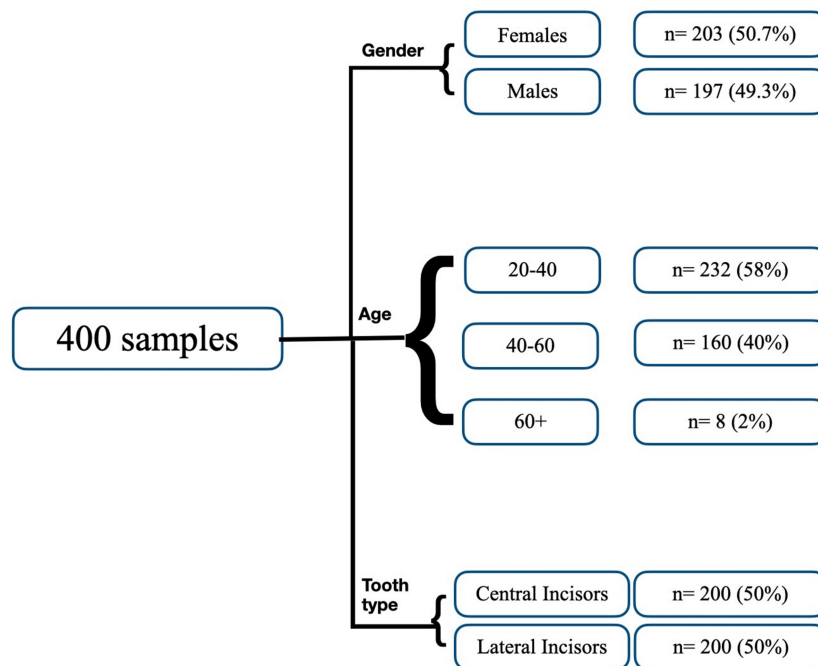 Gender
Females
n= 203 (50.7%)
Males
n= 197 (49.3%)
400 samples
Age
20-40
n= 232 (58%)
40-60
n= 160 (40%)
60+
n= 8 (2%)
Tooth
type
Central Incisors
n= 200 (50%)
Lateral Incisors
n= 200 (50%)